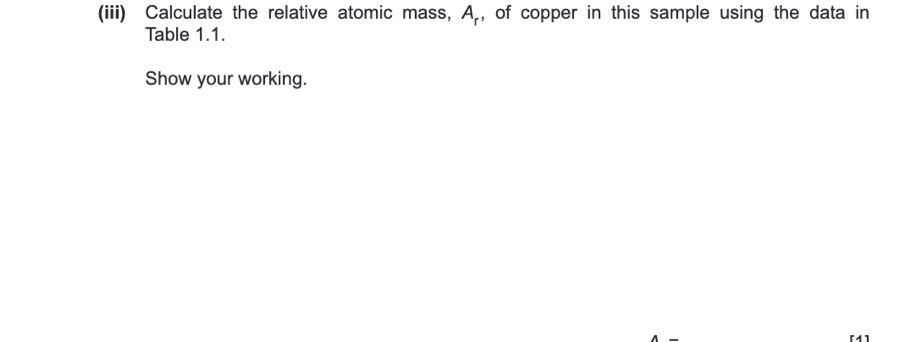 (iii) Calculate the relative atomic mass, Ar, of copper in this sample using the data in
Table 1.1.
Show your working.